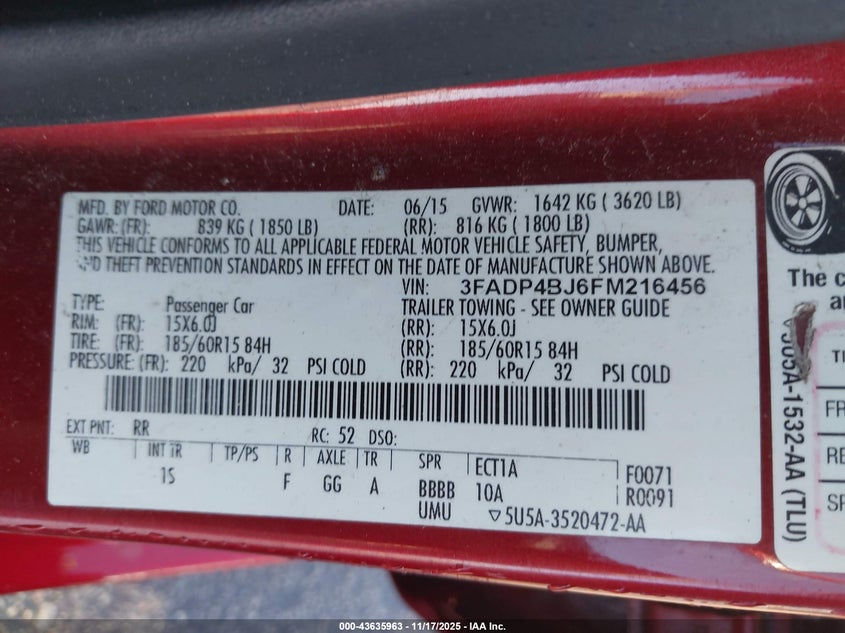 MFD. BY FORD MOTOR CO. DATE: 06/15 GVWR: 1642 KG ( 3620 LB)
GAWR: (FR): 839 KG ( 1850 LB) (RR): 816 KG ( 1800 LB)
THIS VEHICLE CONFORMS TO ALL APPLICABLE FEDERAL MOTOR VEHICLE SAFETY, BUMPER,
AND THEFT PREVENTION STANDARDS IN EFFECT ON THE DATE OF MANUFACTURE SHOWN ABOVE.
VIN: 3FADP4BJ6FM216456
TYPE: Passenger Car TRAILER TOWING - SEE OWNER GUIDE
RIM: (FR): 15X6.0J (RR): 15X6.0J
TIRE: (FR): 185/60R15 84H (RR): 185/60R15 84H
PRESSURE: (FR): 220 kPa/ 32 PSI COLD (RR): 220 kPa/ 32 PSI COLD
EXT PNT: RR RC: 52 DSO:
WB INT TR TP/PS R AXLE TR SPR ECT1A F0071
1S F GG A BBBB 10A R0091
UMU ▽5U5A-3520472-AA
The c
an
▽5U5A-1532-AA (TLU)
TI
FR
RE
SP
000-43635963 - 11/17/2025 - IAA Inc.